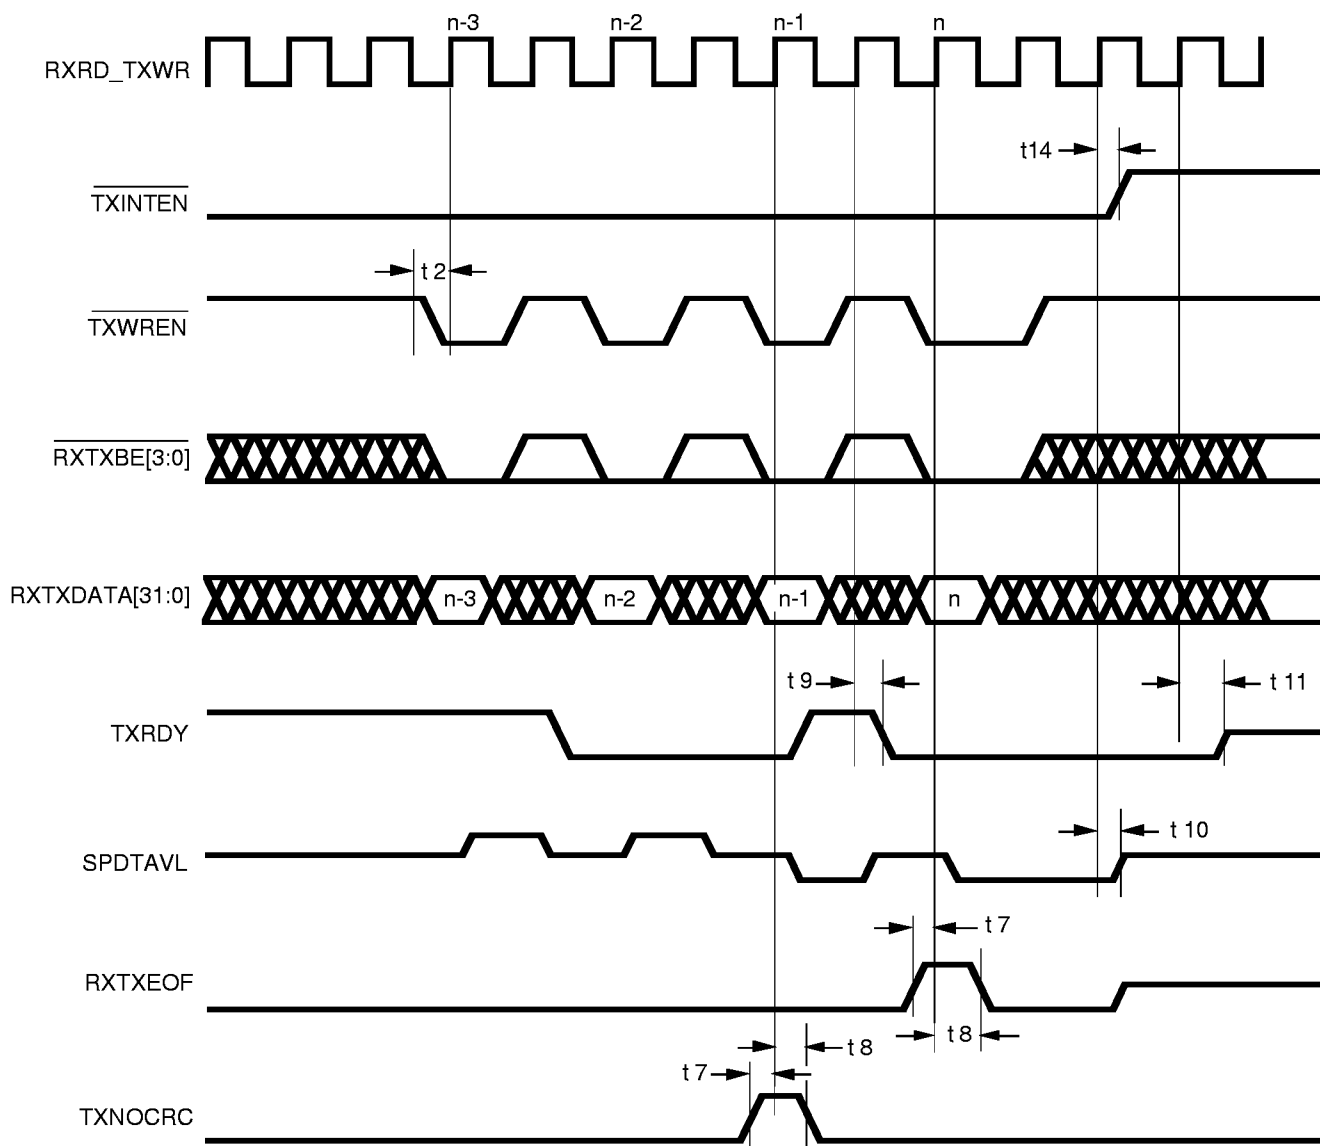 n-3 n-2 n-1 n
RXRD_TXWR
t14
TXINTEN
t 2
TXWREN
RXTXBE[3:0]
RXTXDATA[31:0] n-3 n-2 n-1 n
t 9 t 11
TXRDY
t 10
SPDTAVL
t 7
RXTXEOF
t 8 t 8
t 7
TXNOCRC